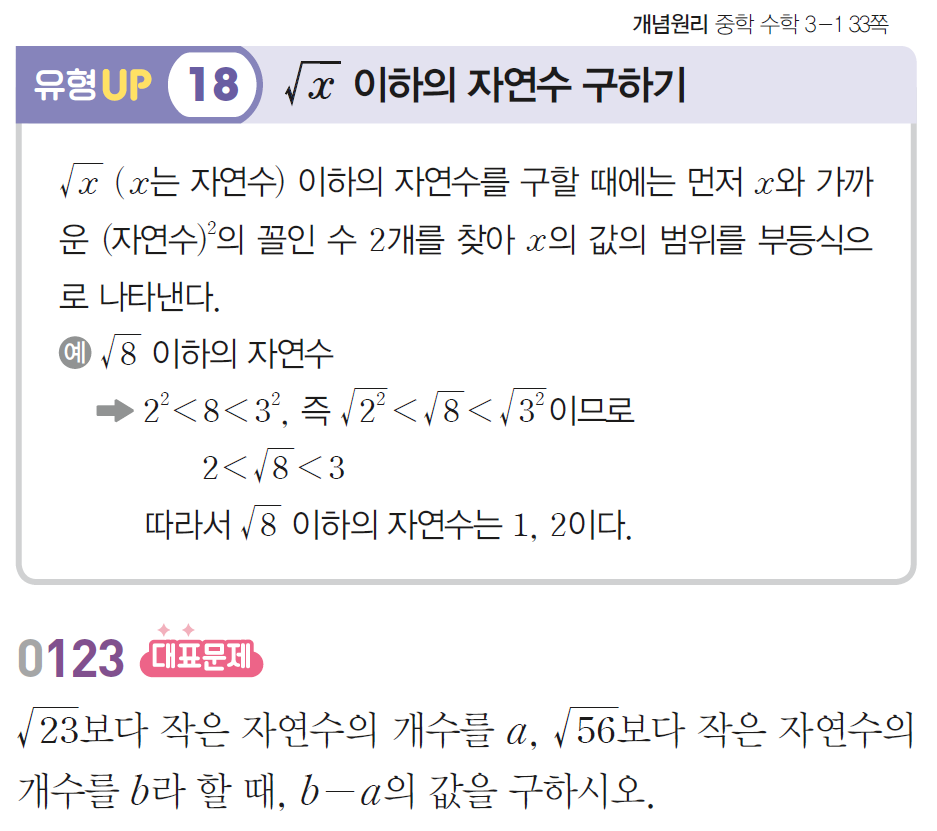 개념원리 중학 수학 3-1 33쪽
유형UP 18 √x 이하의 자연수 구하기
√x (x는 자연수) 이하의 자연수를 구할 때에는 먼저 x와 가까
운 (자연수)²의 꼴인 수 2개를 찾아 x의 값의 범위를 부등식으
로 나타낸다.
예 √8 이하의 자연수
➡ 2²<8<3², 즉 √2²<√8<√3²이므로
2<√8<3
따라서 √8 이하의 자연수는 1, 2이다.
0123 대표문제
√23보다 작은 자연수의 개수를 a, √56보다 작은 자연수의
개수를 b라 할 때, b-a의 값을 구하시오.